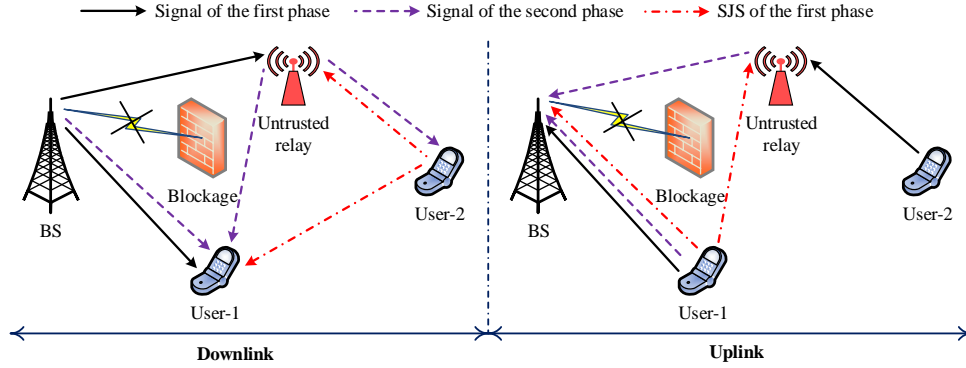 Signal of the first phase
Signal of the second phase
SJS of the first phase
BS
Blockage
Untrusted
relay
User-2
User-1
Downlink
BS
Blockage
Untrusted
relay
User-2
User-1
Uplink